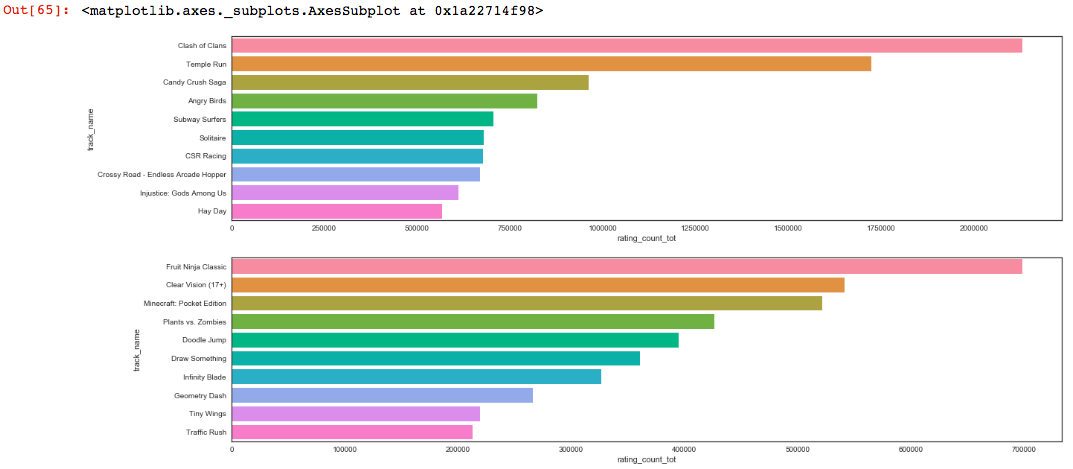 Out[65]: <matplotlib.axes._subplots.AxesSubplot at 0x1a22714f98>
track_name
Clash of Clans
Temple Run
Candy Crush Saga
Angry Birds
Subway Surfers
Solitaire
CSR Racing
Crossy Road - Endless Arcade Hopper
Injustice: Gods Among Us
Hay Day
0 250000 500000 750000 1000000 1250000 1500000 1750000 2000000
rating_count_tot
track_name
Fruit Ninja Classic
Clear Vision (17+)
Minecraft: Pocket Edition
Plants vs. Zombies
Doodle Jump
Draw Something
Infinity Blade
Geometry Dash
Tiny Wings
Traffic Rush
0 100000 200000 300000 400000 500000 600000 700000
rating_count_tot